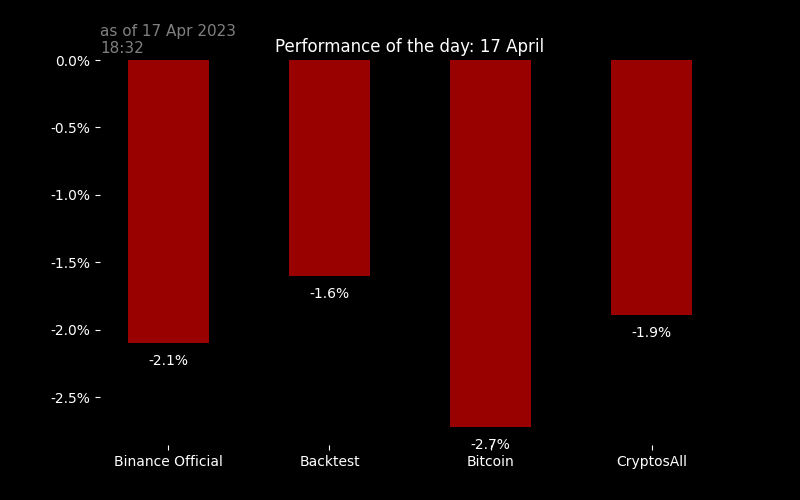 as of 17 Apr 2023
18:32
Performance of the day: 17 April
0.0%
-0.5%
-1.0%
-1.5%
-2.0%
-2.5%
-2.1%
-1.6%
-2.7%
-1.9%
Binance Official
Backtest
Bitcoin
CryptosAll